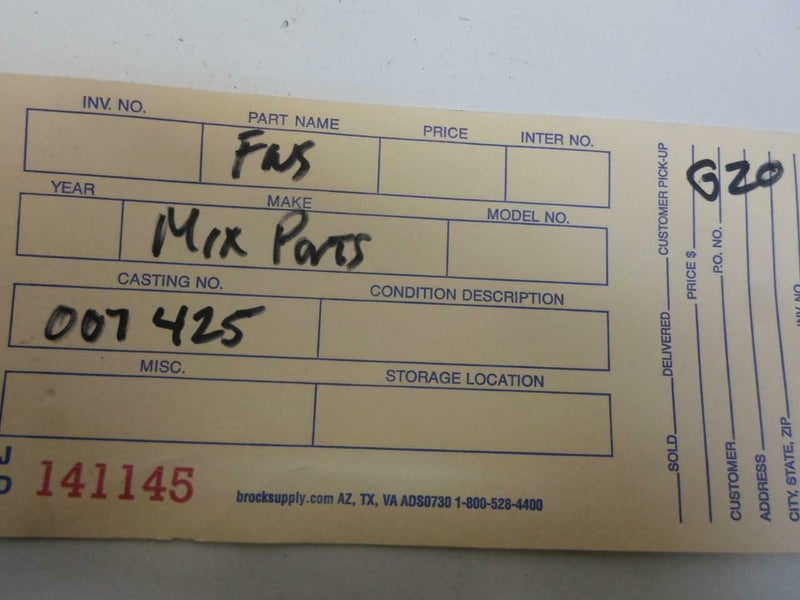 INV. NO. PART NAME PRICE INTER NO.
YEAR MAKE MODEL NO.
Mix Parts
CASTING NO. CONDITION DESCRIPTION
007 425
MISC. STORAGE LOCATION
141145
brocksupply.com AZ, TX, VA ADS0730 1-800-528-4400
SOLD DELIVERED CUSTOMER PICK-UP
PRICE $
G20
CUSTOMER P.O. NO.
ADDRESS
CITY, STATE, ZIP INV. NO.